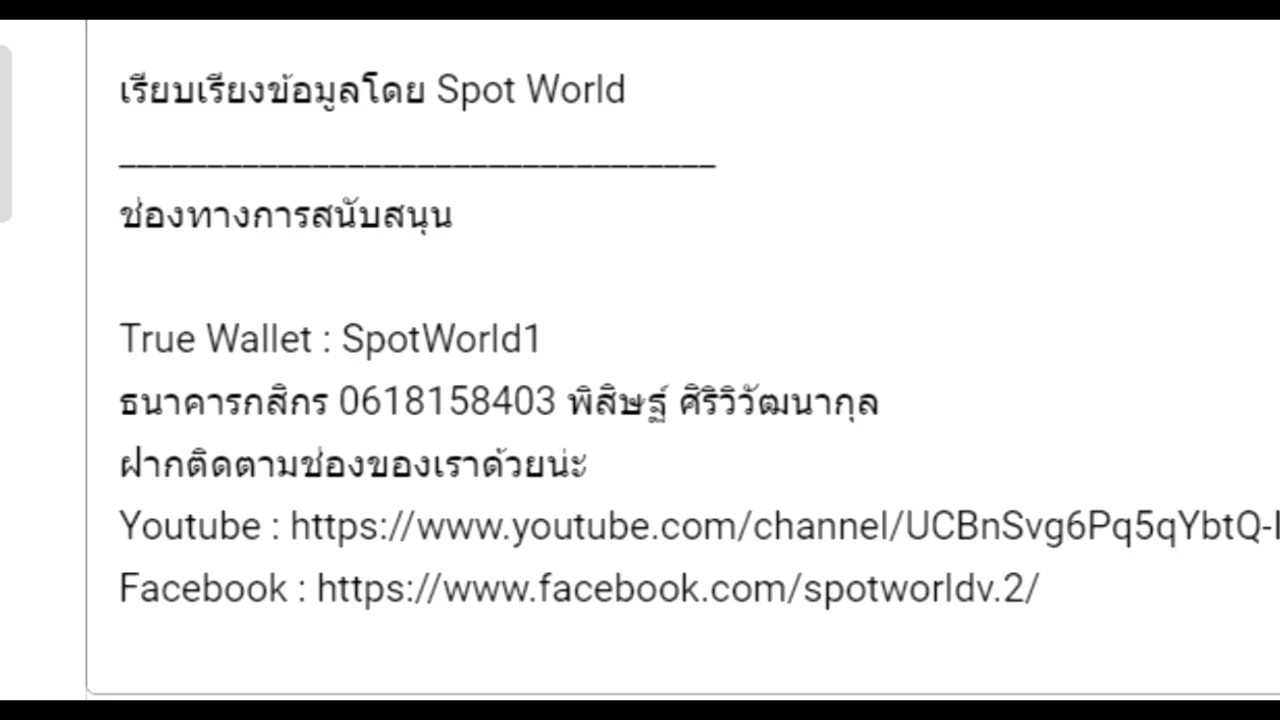 เรียบเรียงข้อมูลโดย Spot World
__________________________________
ช่องทางการสนับสนุน
True Wallet : SpotWorld1
ธนาคารกสิกร 0618158403 พิสิษฐ์ ศิริวิวัฒนากุล
ฝากติดตามช่องของเราด้วยน่ะ
Youtube : https://www.youtube.com/channel/UCBnSvg6Pq5qYbtQ-
Facebook : https://www.facebook.com/spotworldv.2/